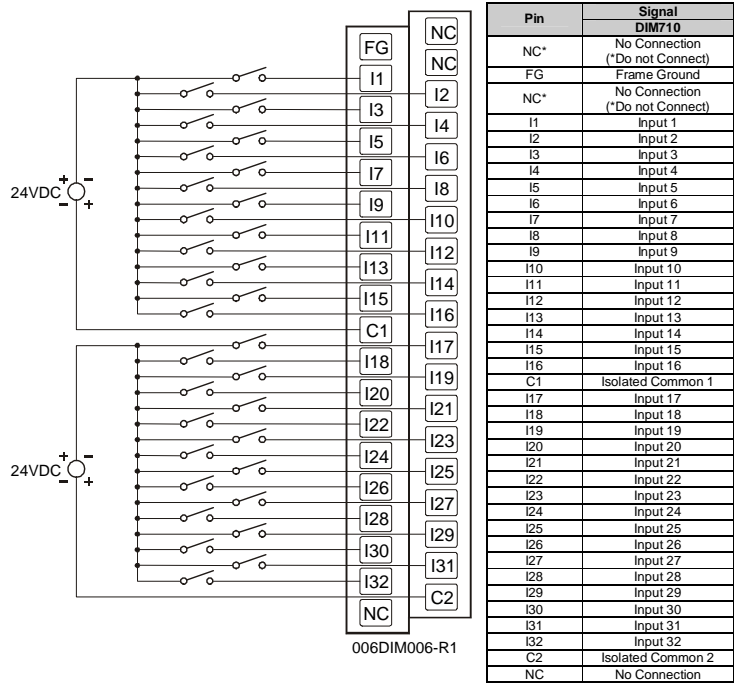 FG
I1
I3
I5
I7
I9
I11
I13
I15
C1
I18
I20
I22
I24
I26
I28
I30
I32
NC
NC
NC
I2
I4
I6
I8
I10
I12
I14
I16
I17
I19
I21
I23
I25
I27
I29
I31
C2
+ -
24VDC
- +
+ -
24VDC
- +
006DIM006-R1
Pin Signal
DIM710
NC* No Connection
(*Do not Connect)
FG Frame Ground
NC* No Connection
(*Do not Connect)
I1 Input 1
I2 Input 2
I3 Input 3
I4 Input 4
I5 Input 5
I6 Input 6
I7 Input 7
I8 Input 8
I9 Input 9
I10 Input 10
I11 Input 11
I12 Input 12
I13 Input 13
I14 Input 14
I15 Input 15
I16 Input 16
C1 Isolated Common 1
I17 Input 17
I18 Input 18
I19 Input 19
I20 Input 20
I21 Input 21
I22 Input 22
I23 Input 23
I24 Input 24
I25 Input 25
I26 Input 26
I27 Input 27
I28 Input 28
I29 Input 29
I30 Input 30
I31 Input 31
I32 Input 32
C2 Isolated Common 2
NC No Connection